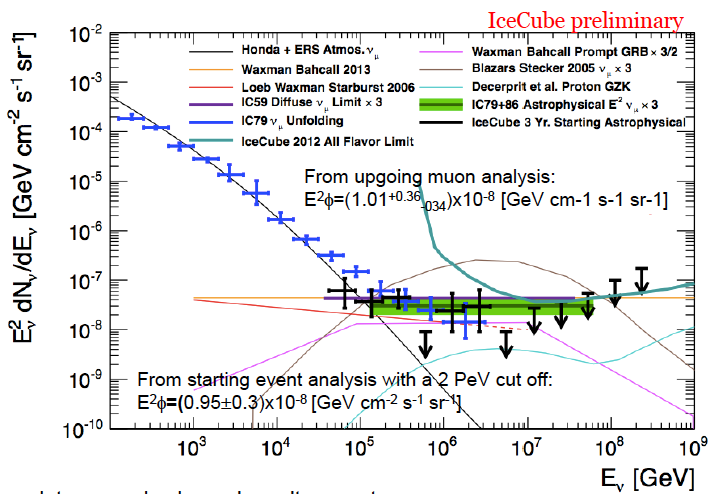 IceCube preliminary
10-2
10-3
10-4
10-5
10-6
10-7
10-8
10-9
10-10
E2ν dNν/dEν [GeV cm-2 s-1 sr-1]
Honda + ERS Atmos. νμ
Waxman Bahcall 2013
Loeb Waxman Starburst 2006
IC59 Diffuse νμ Limit × 3
IC79 νμ Unfolding
IceCube 2012 All Flavor Limit
Waxman Bahcall Prompt GRB × 3/2
Blazars Stecker 2005 νμ × 3
Decerprit et al. Proton GZK
IC79+86 Astrophysical E2 νμ × 3
IceCube 3 Yr. Starting Astrophysical
From upgoing muon analysis:
E2ϕ=(1.01+0.36-034)x10-8 [GeV cm-1 s-1 sr-1]
From starting event analysis with a 2 PeV cut off:
E2ϕ=(0.95±0.3)x10-8 [GeV cm-2 s-1 sr-1]
103
104
105
106
107
108
109
Eν [GeV]